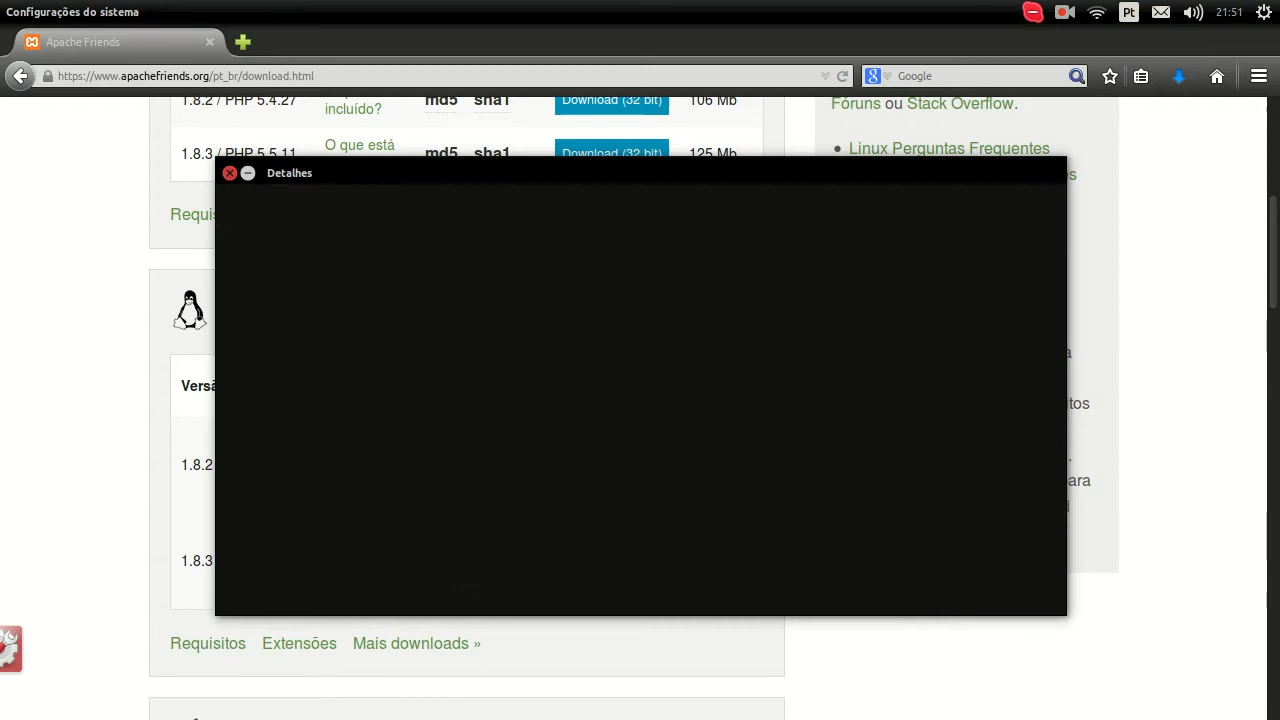 Configurações do sistema
Pt
21:51
Apache Friends
https://www.apachefriends.org/pt_br/download.html
Google
1.8.2 / PHP 5.4.27
incluído?
md5
sha1
Download (32 bit)
106 Mb
1.8.3 / PHP 5.5.11
O que está
md5
sha1
Download (32 bit)
125 Mb
Fóruns ou Stack Overflow.
Linux Perguntas Frequentes
es
Detalhes
Requis
Versã
1.8.2
1.8.3
a
tos
ara
Requisitos
Extensões
Mais downloads »